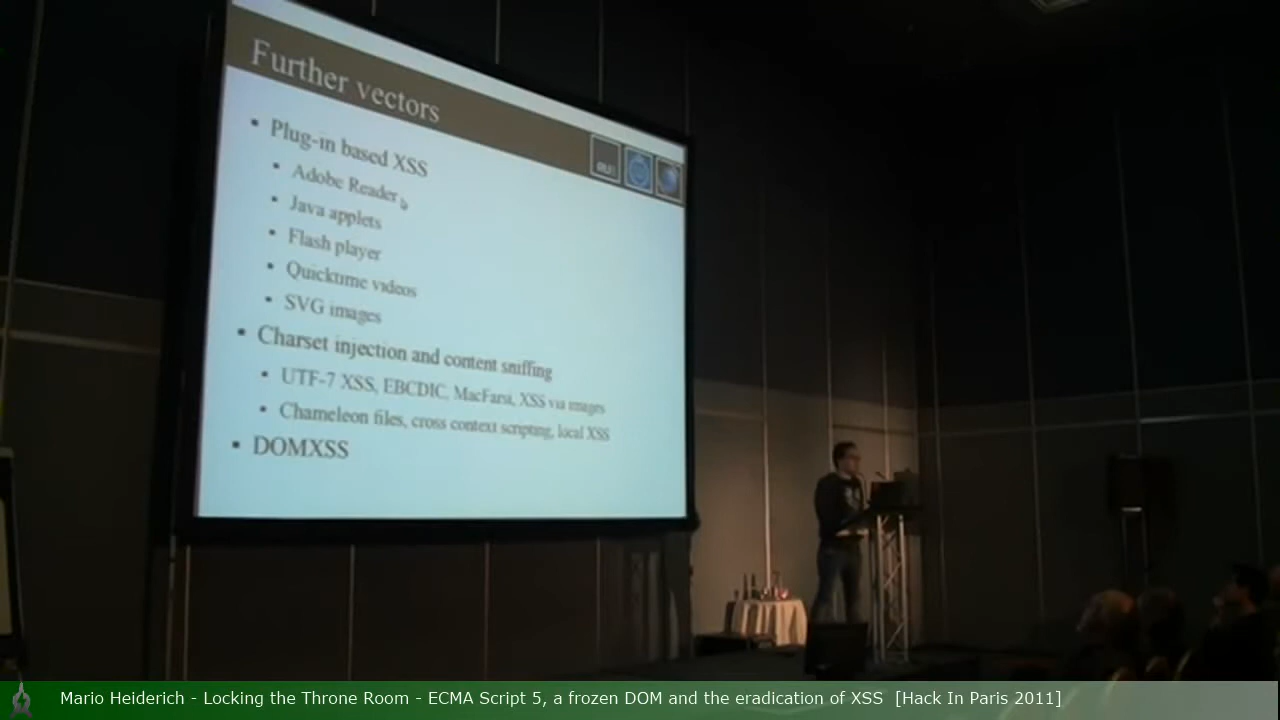 Further vectors
Plug-in based XSS
Adobe Reader
Java applets
Flash player
Quicktime videos
SVG images
Charset injection and content sniffing
UTF-7 XSS, EBCDIC, MacFarsi, XSS via images
Chameleon files, cross context scripting, local XSS
DOMXSS
Mario Heiderich - Locking the Throne Room - ECMA Script 5, a frozen DOM and the eradication of XSS [Hack In Paris 2011]